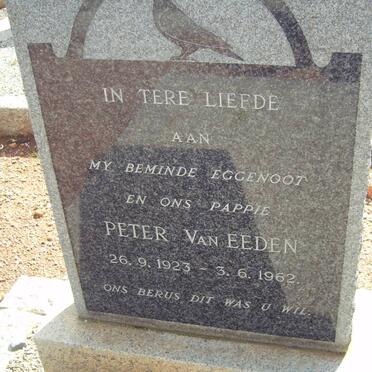 IN TERE LIEFDE
AAN
MY BEMINDE EGGENOOT
EN ONS PAPPIE
PETER VAN EEDEN
26. 9. 1923 – 3. 6. 1962.
ONS BERUS DIT WAS U WIL.